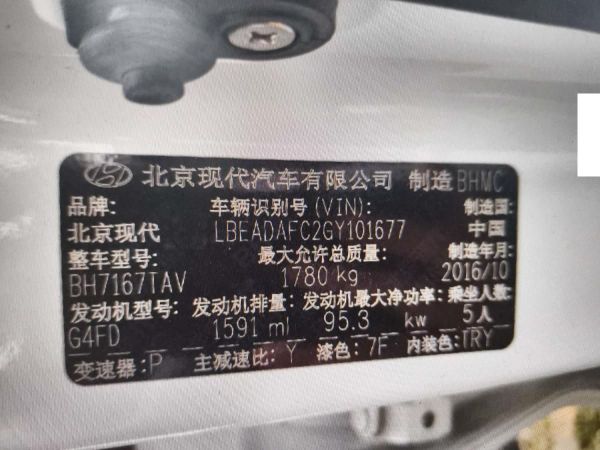 北京现代汽车有限公司 制造 BHMC
品牌: 车辆识别号(VIN): 制造国:
北京现代 LBEADAFC2GY101677 中国
整车型号: 最大允许总质量: 制造年月:
BH7167TAV 1780 kg 2016/10
发动机型号: 发动机排量: 发动机最大净功率: 乘坐人数:
G4FD 1591 ml 95.3 kw 5人
变速器:P 主减速比:Y 漆色:7F 内装色:TRY